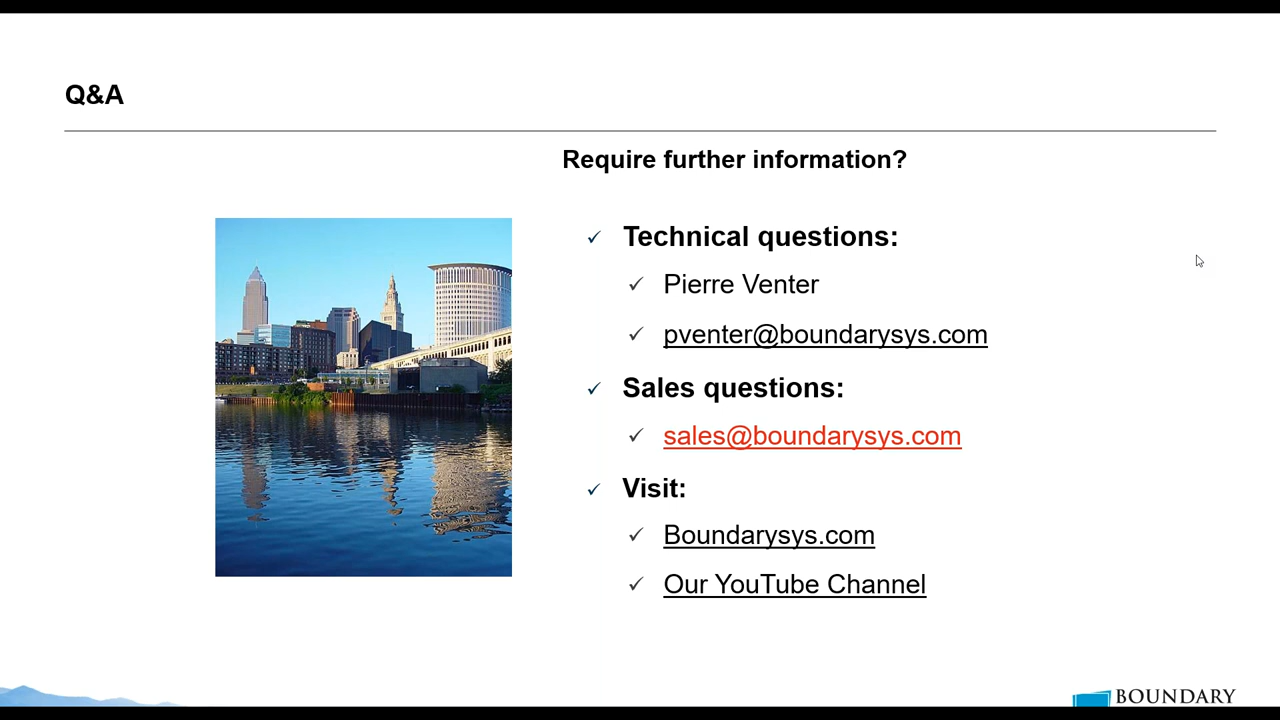 Q&A
Require further information?
Technical questions:
Pierre Venter
pventer@boundarysys.com
Sales questions:
sales@boundarysys.com
Visit:
Boundarysys.com
Our YouTube Channel
BOUNDARY